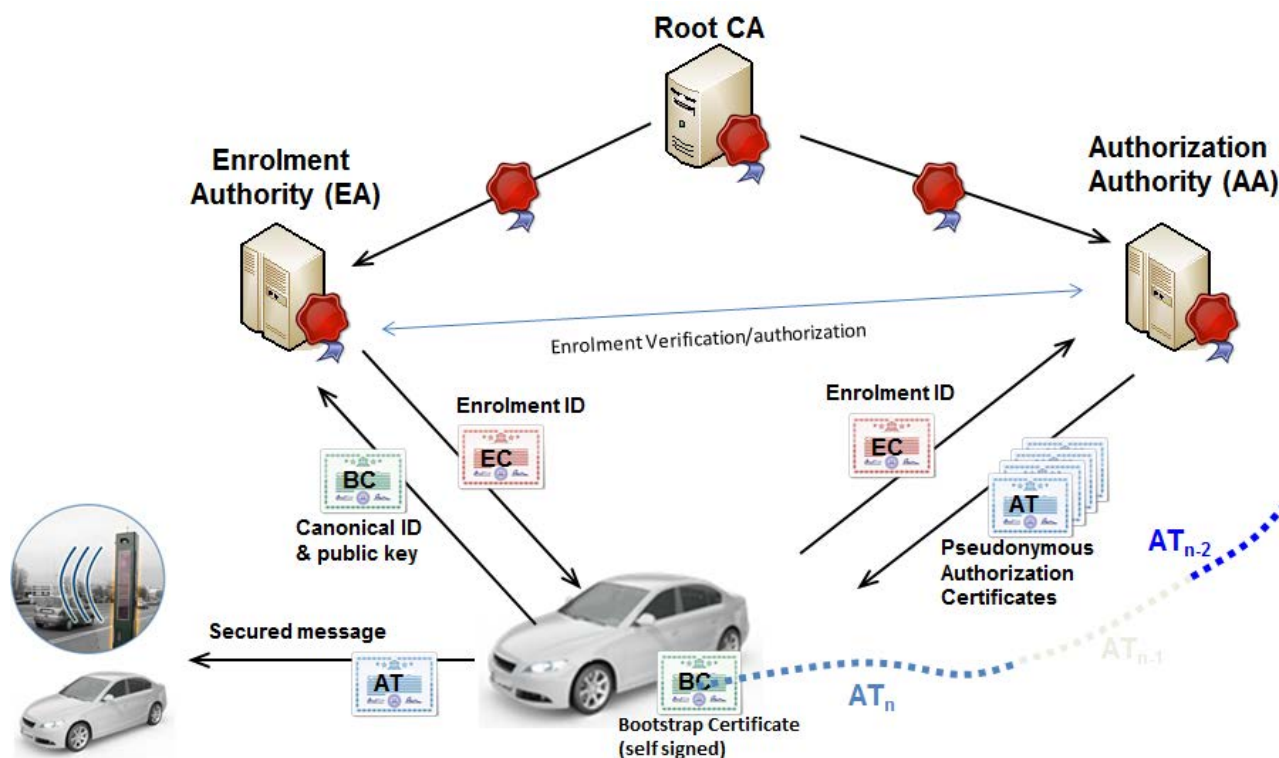 Root CA
Enrolment
Authority (EA)
Authorization
Authority (AA)
Enrolment Verification/authorization
Enrolment ID
EC
BC
Canonical ID
& public key
Enrolment ID
EC
AT
Pseudonymous
Authorization
Certificates
ATn-2
ATn-1
ATn
Secured message
AT
BC
Bootstrap Certificate
(self signed)